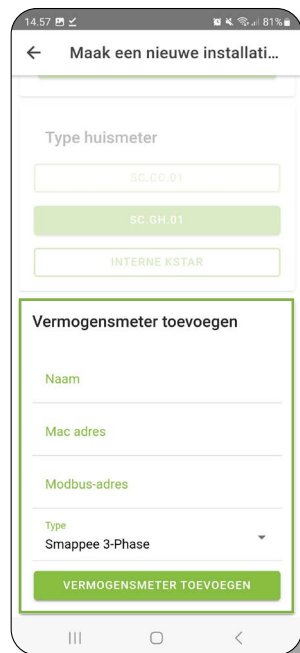 14.57 81%
Maak een nieuwe installati...
Type huismeter
SC.CC.01
SC.GH.01
INTERNE KSTAR
Vermogensmeter toevoegen
Naam
Mac adres
Modbus-adres
Type
Smappee 3-Phase
VERMOGENSMETER TOEVOEGEN